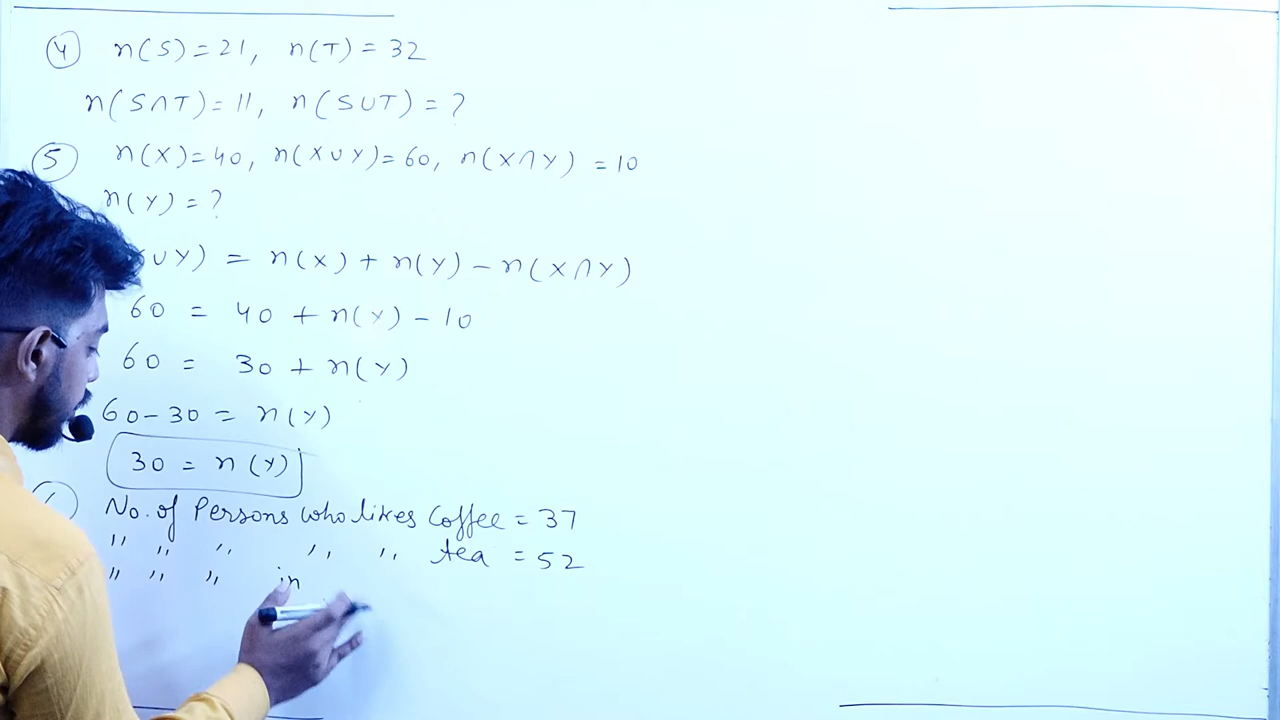 ④ n(S)=21, n(T)=32
n(S∩T)=11, n(S∪T)=?
⑤ n(X)=40, n(X∪Y)=60, n(X∩Y)=10
n(Y)=?
∪Y) = n(X)+n(Y)-n(X∩Y)
60 = 40+n(Y)-10
60 = 30+n(Y)
60-30 = n(Y)
30 = n(Y)
No. of Persons who likes Coffee = 37
" " " " " tea = 52
" " " in